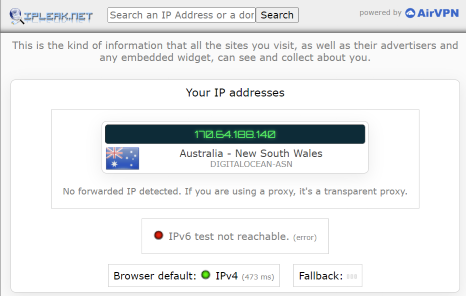 IPLEAK.NET
Search an IP Address or a dor Search
powered by AirVPN
This is the kind of information that all the sites you visit, as well as their advertisers and
any embedded widget, can see and collect about you.
Your IP addresses
170.64.188.140
Australia - New South Wales
DIGITALOCEAN-ASN
No forwarded IP detected. If you are using a proxy, it's a transparent proxy.
IPv6 test not reachable. (error)
Browser default: IPv4 (473 ms)
Fallback: